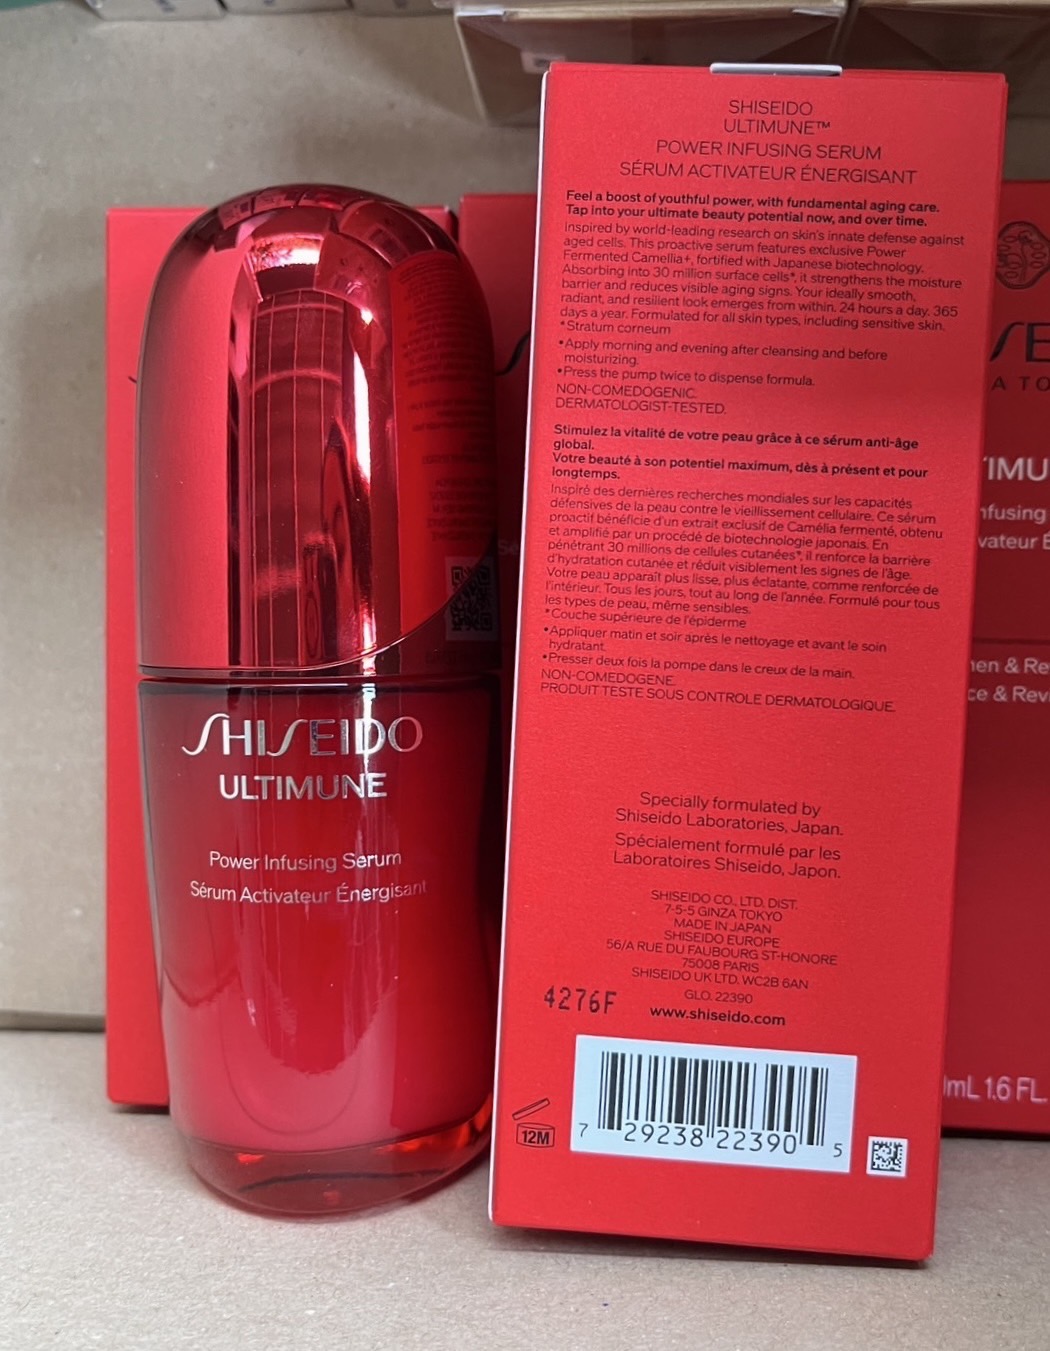 SHISEIDO
ULTIMUNE
Power Infusing Serum
Sérum Activateur Énergisant
SHISEIDO
ULTIMUNE™
POWER INFUSING SERUM
SÉRUM ACTIVATEUR ÉNERGISANT
Feel a boost of youthful power, with fundamental aging care.
Tap into your ultimate beauty potential now, and over time.
Inspired by world-leading research on skin's innate defense against
aged cells. This proactive serum features exclusive Power
Fermented Camellia+, fortified with Japanese biotechnology.
Absorbing into 30 million surface cells*, it strengthens the moisture
barrier and reduces visible aging signs. Your ideally smooth,
radiant, and resilient look emerges from within. 24 hours a day. 365
days a year. Formulated for all skin types, including sensitive skin.
*Stratum corneum
•Apply morning and evening after cleansing and before
moisturizing.
•Press the pump twice to dispense formula.
NON-COMEDOGENIC.
DERMATOLOGIST-TESTED.
Stimulez la vitalité de votre peau grâce à ce sérum anti-âge
global.
Votre beauté à son potentiel maximum, dès à présent et pour
longtemps.
Inspiré des dernières recherches mondiales sur les capacités
défensives de la peau contre le vieillissement cellulaire. Ce sérum
proactif bénéficie d'un extrait exclusif de Camélia fermenté, obtenu
et amplifié par un procédé de biotechnologie japonais. En
pénétrant 30 millions de cellules cutanées*, il renforce la barrière
d'hydratation cutanée et réduit visiblement les signes de l'âge.
Votre peau apparaît plus lisse, plus éclatante, comme renforcée de
l'intérieur. Tous les jours, tout au long de l'année. Formulé pour tous
les types de peau, même sensibles.
*Couche supérieure de l'épiderme
•Appliquer matin et soir après le nettoyage et avant le soin
hydratant.
•Presser deux fois la pompe dans le creux de la main.
NON-COMEDOGENE.
PRODUIT TESTE SOUS CONTROLE DERMATOLOGIQUE.
Specially formulated by
Shiseido Laboratories, Japan.
Spécialement formulé par les
Laboratoires Shiseido, Japon.
SHISEIDO CO., LTD. DIST.
7-5-5 GINZA TOKYO
MADE IN JAPAN
SHISEIDO EUROPE
56/A RUE DU FAUBOURG ST-HONORE
75008 PARIS
SHISEIDO UK LTD. WC2B 6AN
GLO. 22390
4276F
www.shiseido.com
12M
7 29238 22390 5
SE
A TO
IMU
nfusing
vateur É
en & Re
ce & Rev
mL 1.6 FL.